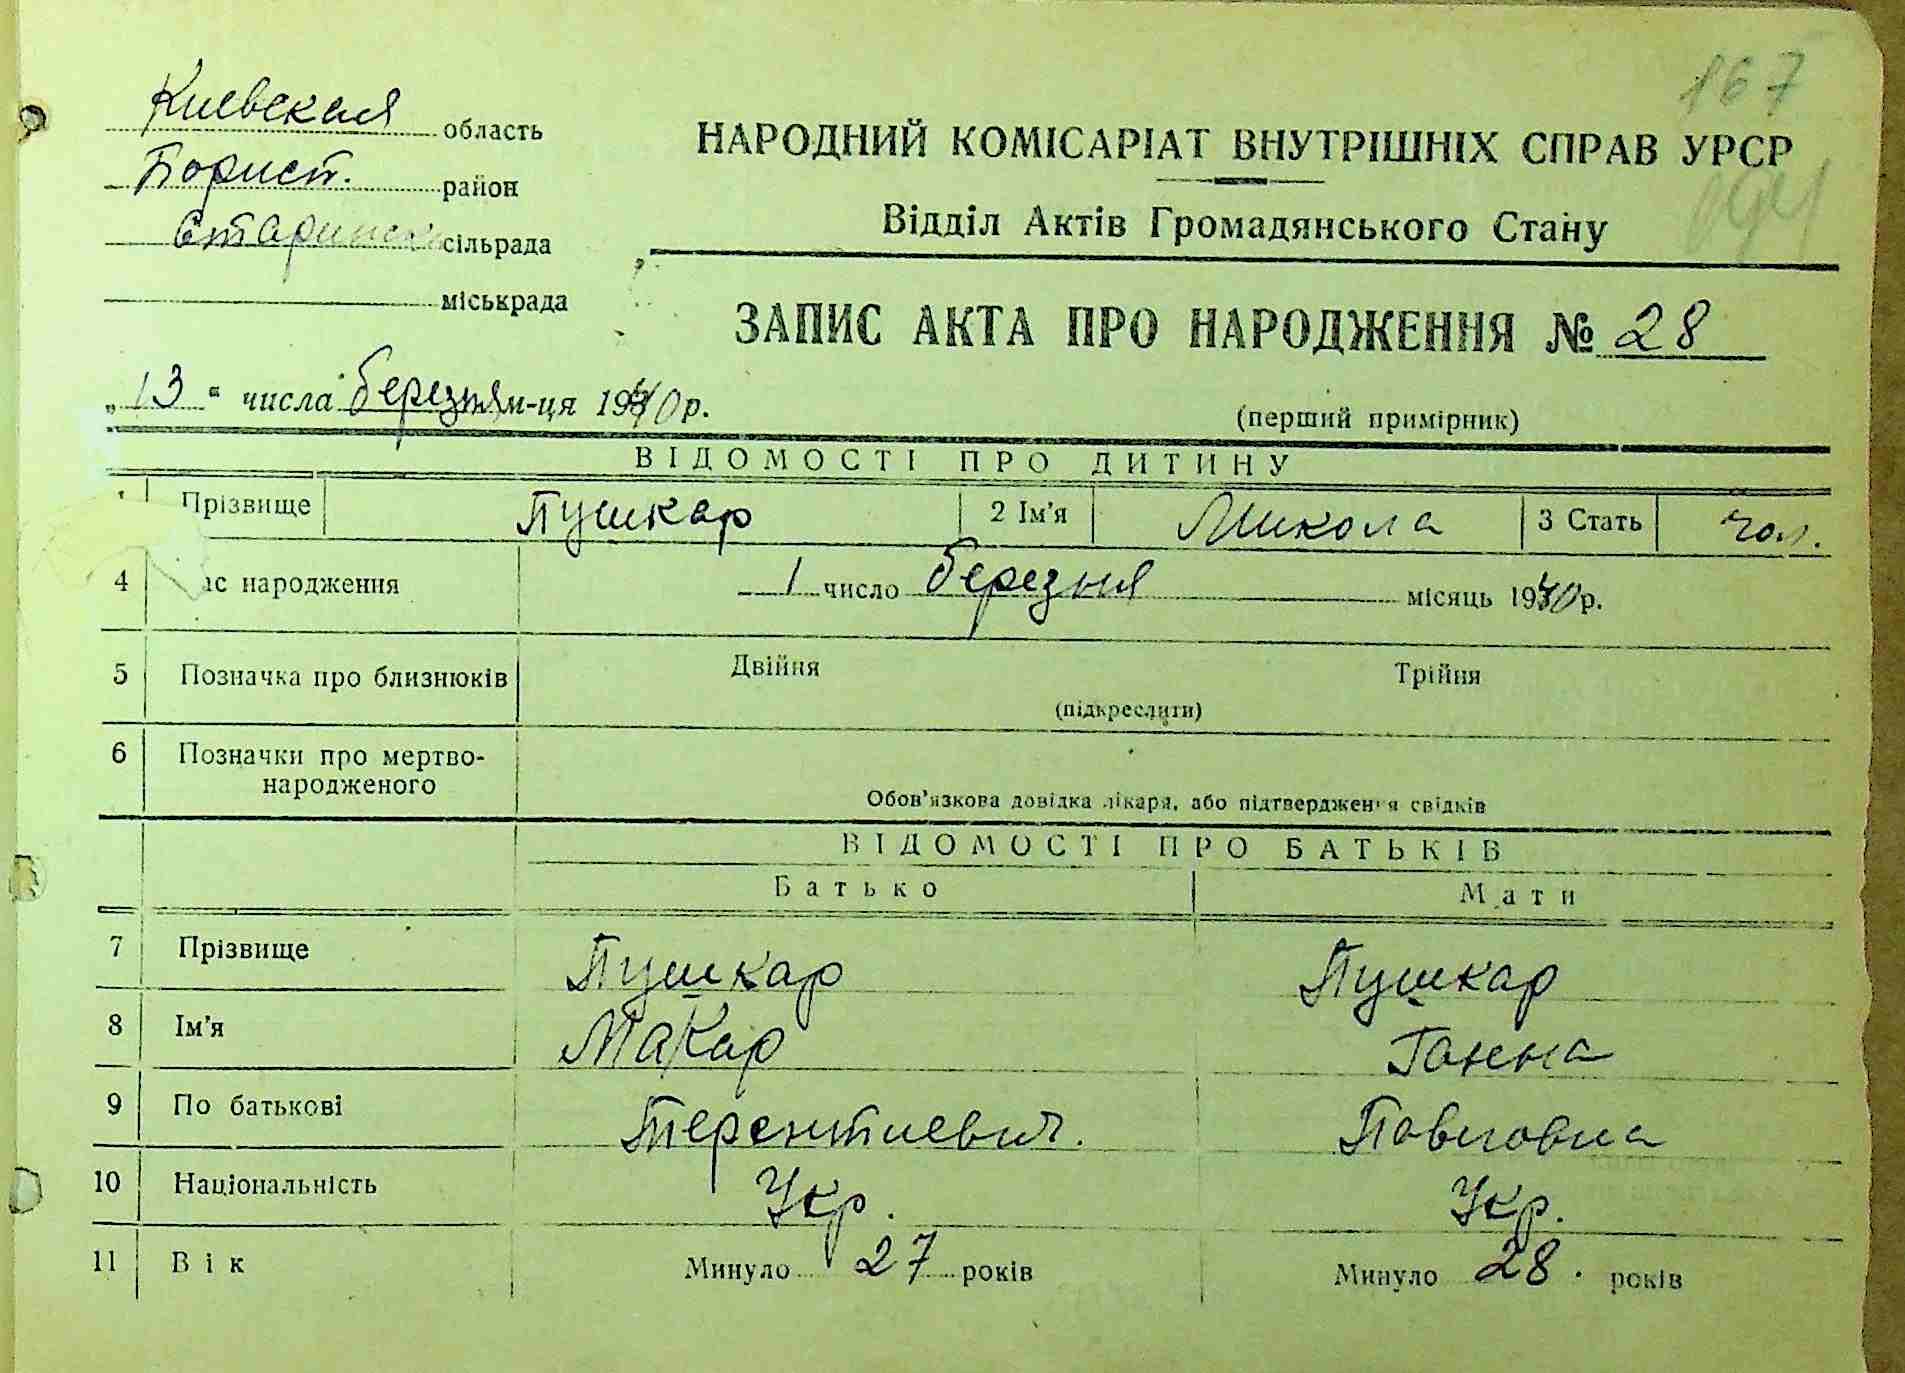 167
Киевская область
Борисп. район
Старинск сільрада
міськрада
НАРОДНИЙ КОМІСАРІАТ ВНУТРІШНІХ СПРАВ УРСР
Відділ Актів Громадянського Стану
ЗАПИС АКТА ПРО НАРОДЖЕННЯ № 28
„13“ числа березня м-ця 1940 р.
(перший примірник)
ВІДОМОСТІ ПРО ДИТИНУ
Прізвище Пушкар 2 Ім'я Микола 3 Стать чол.
4 ас народження 1 число березня місяць 1940 р.
5 Позначка про близнюків Двійня Трійня
(підкреслити)
6 Позначки про мертво-
народженого
Обов'язкова довідка лікаря, або підтвердження свідків
ВІДОМОСТІ ПРО БАТЬКІВ
Батько Мати
7 Прізвище Пушкар Пушкар
8 Ім'я Макар Ганна
9 По батькові Терентиевич. Павловна
10 Національність Укр. Укр.
11 Вік Минуло 27 років Минуло 28. років